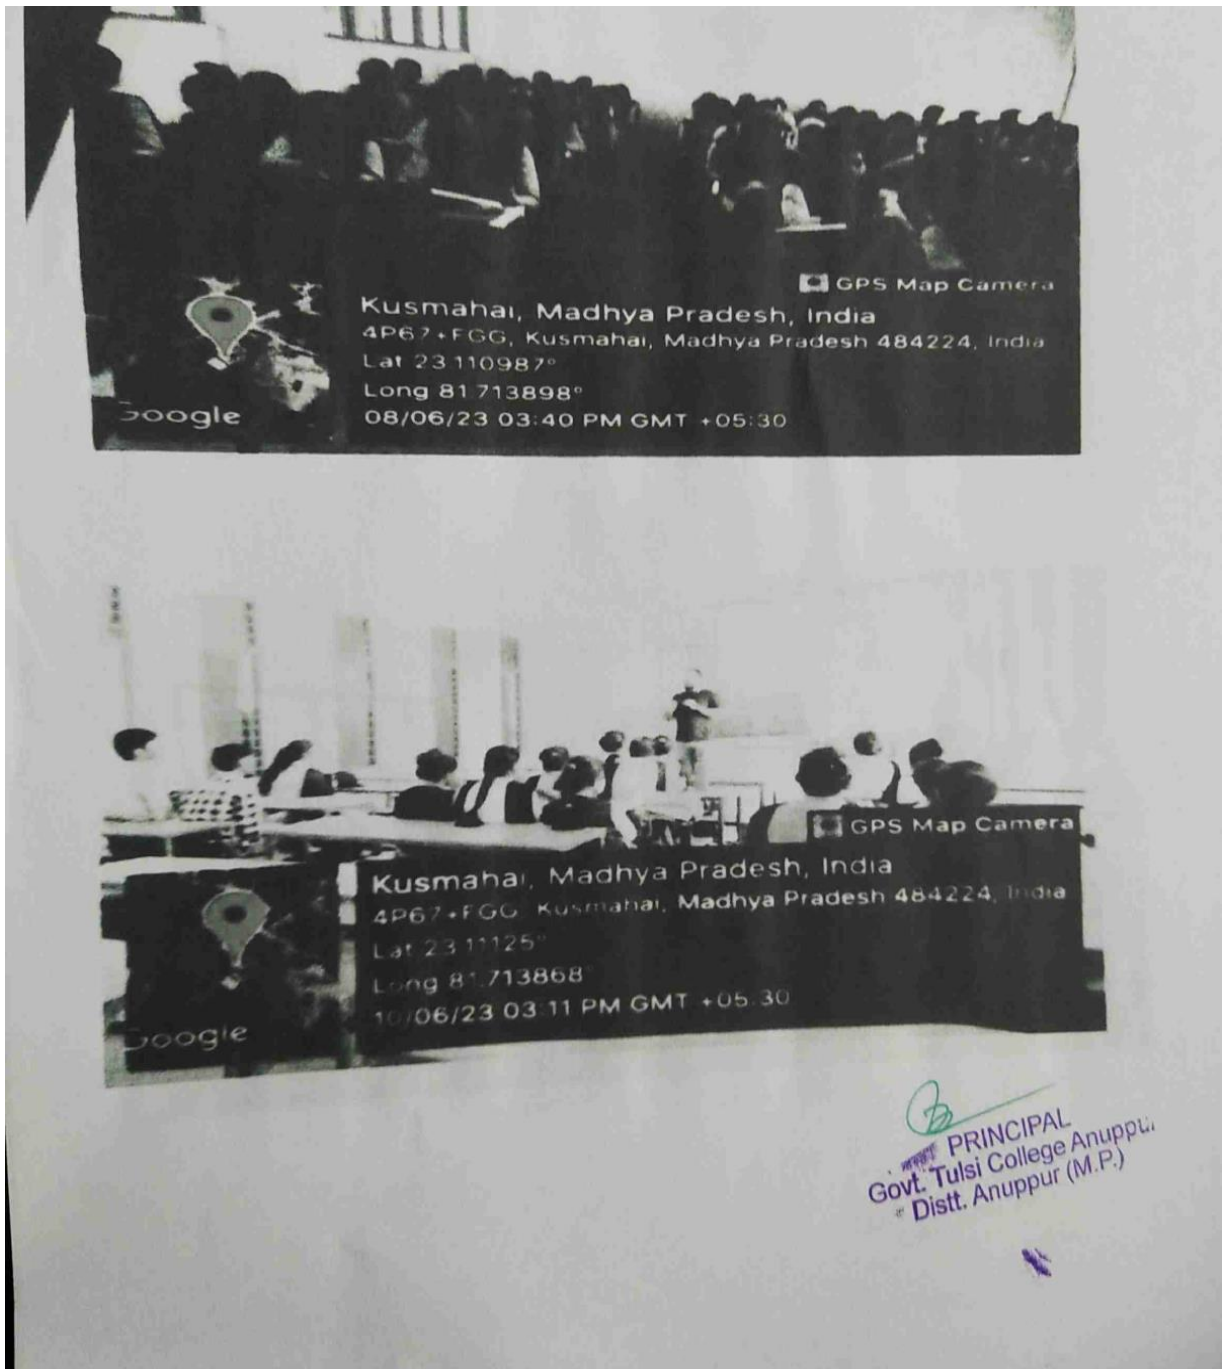 GPS Map Camera
Kusmahai, Madhya Pradesh, India
4P67+FGG, Kusmahai, Madhya Pradesh 484224, India
Lat 23.110987°
Long 81.713898°
08/06/23 03:40 PM GMT +05:30
Google
GPS Map Camera
Kusmahai, Madhya Pradesh, India
4P67+FGG, Kusmahai, Madhya Pradesh 484224, India
Lat 23.11125°
Long 81.713868°
10/06/23 03:11 PM GMT +05:30
Google
PRINCIPAL
Govt. Tulsi College Anuppur
Distt. Anuppur (M.P.)